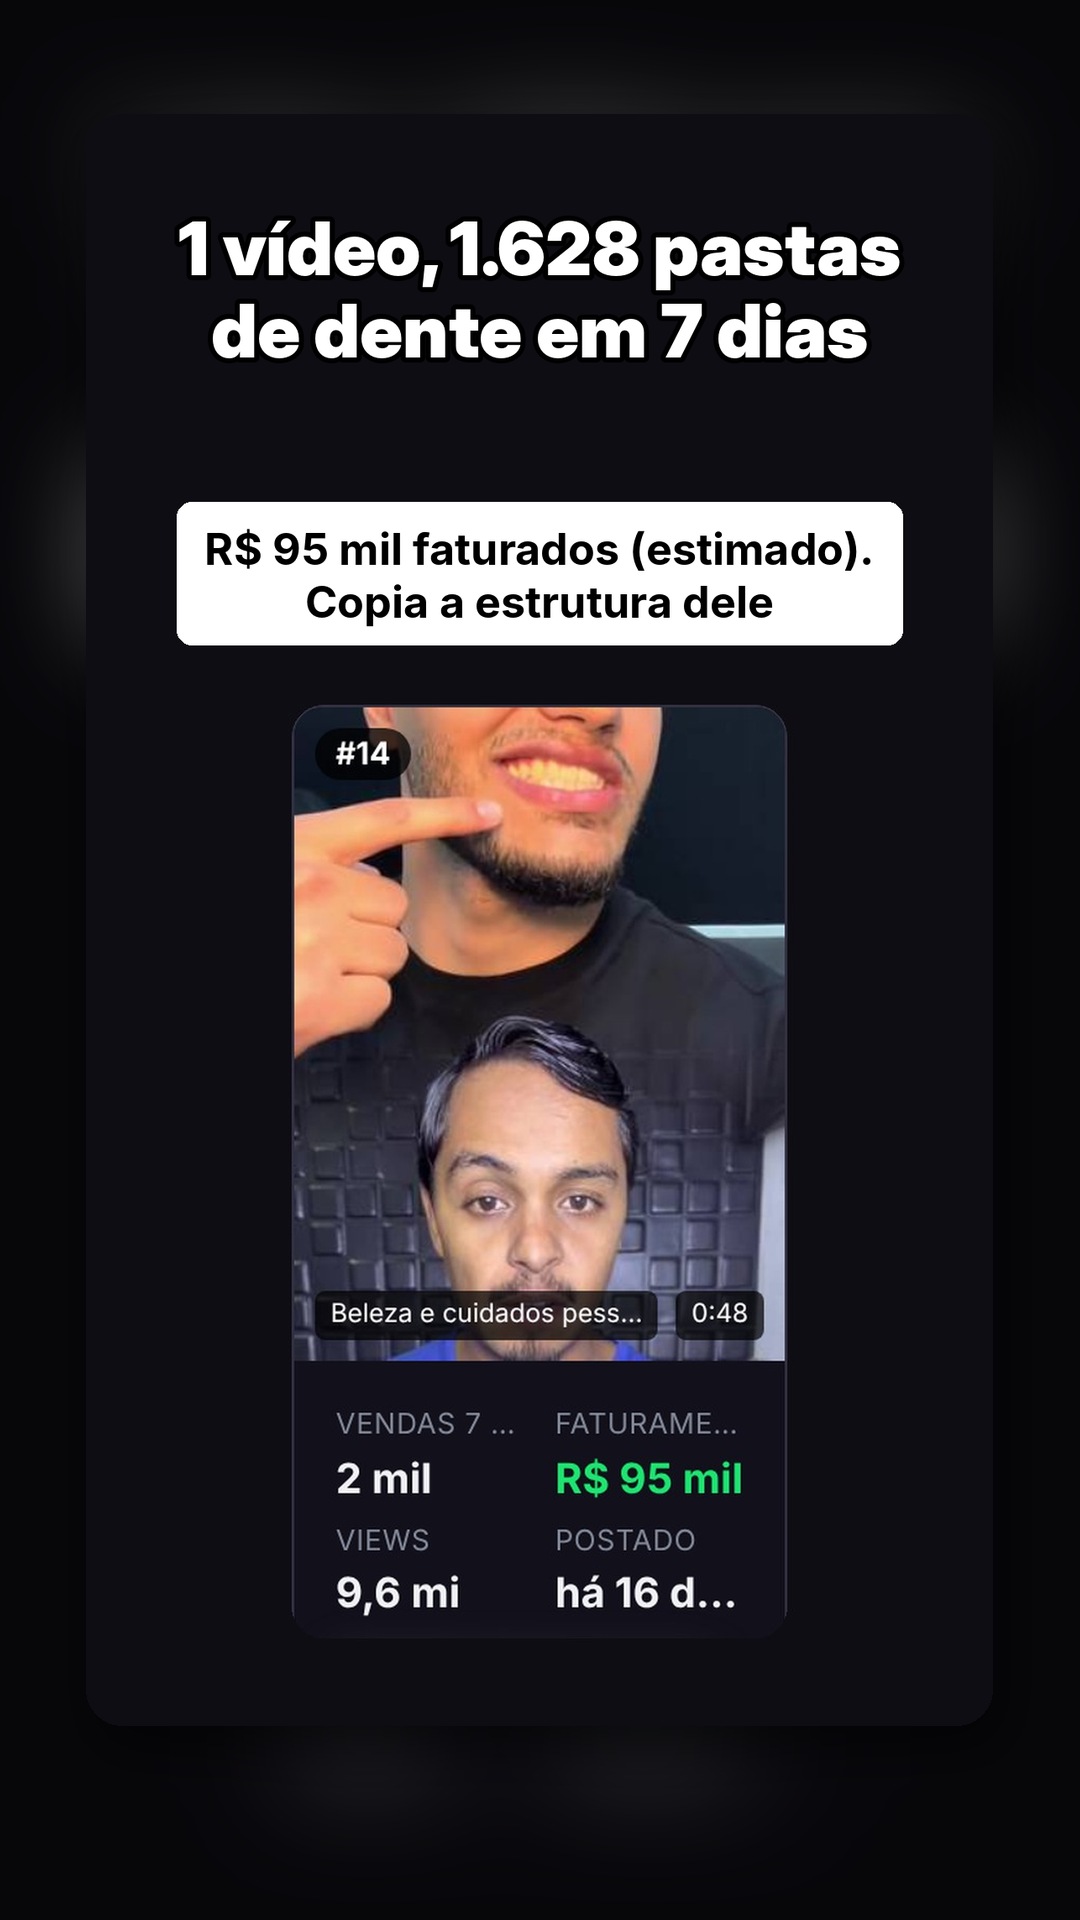 1 vídeo, 1.628 pastas
de dente em 7 dias
R$ 95 mil faturados (estimado).
Copia a estrutura dele
#14
Beleza e cuidados pess...
0:48
VENDAS 7 ...
FATURAME...
2 mil
R$ 95 mil
VIEWS
POSTADO
9,6 mi
há 16 d...